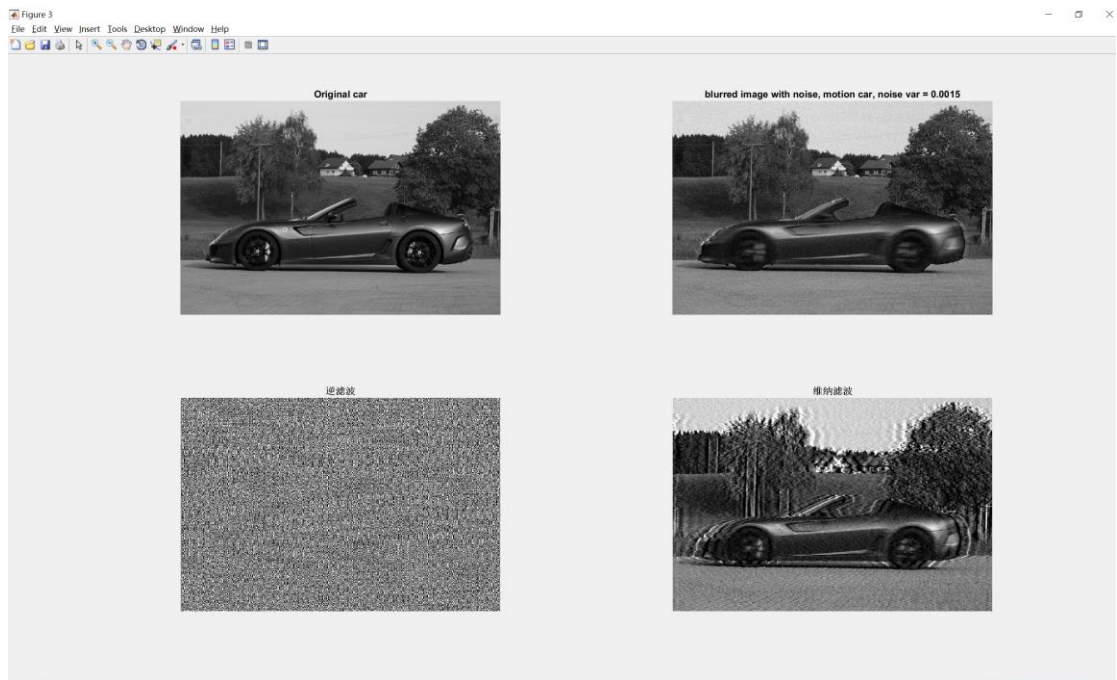 Figure 3
File Edit View Insert Tools Desktop Window Help
Original car
blurred image with noise, motion car, noise var = 0.0015
逆滤波
维纳滤波